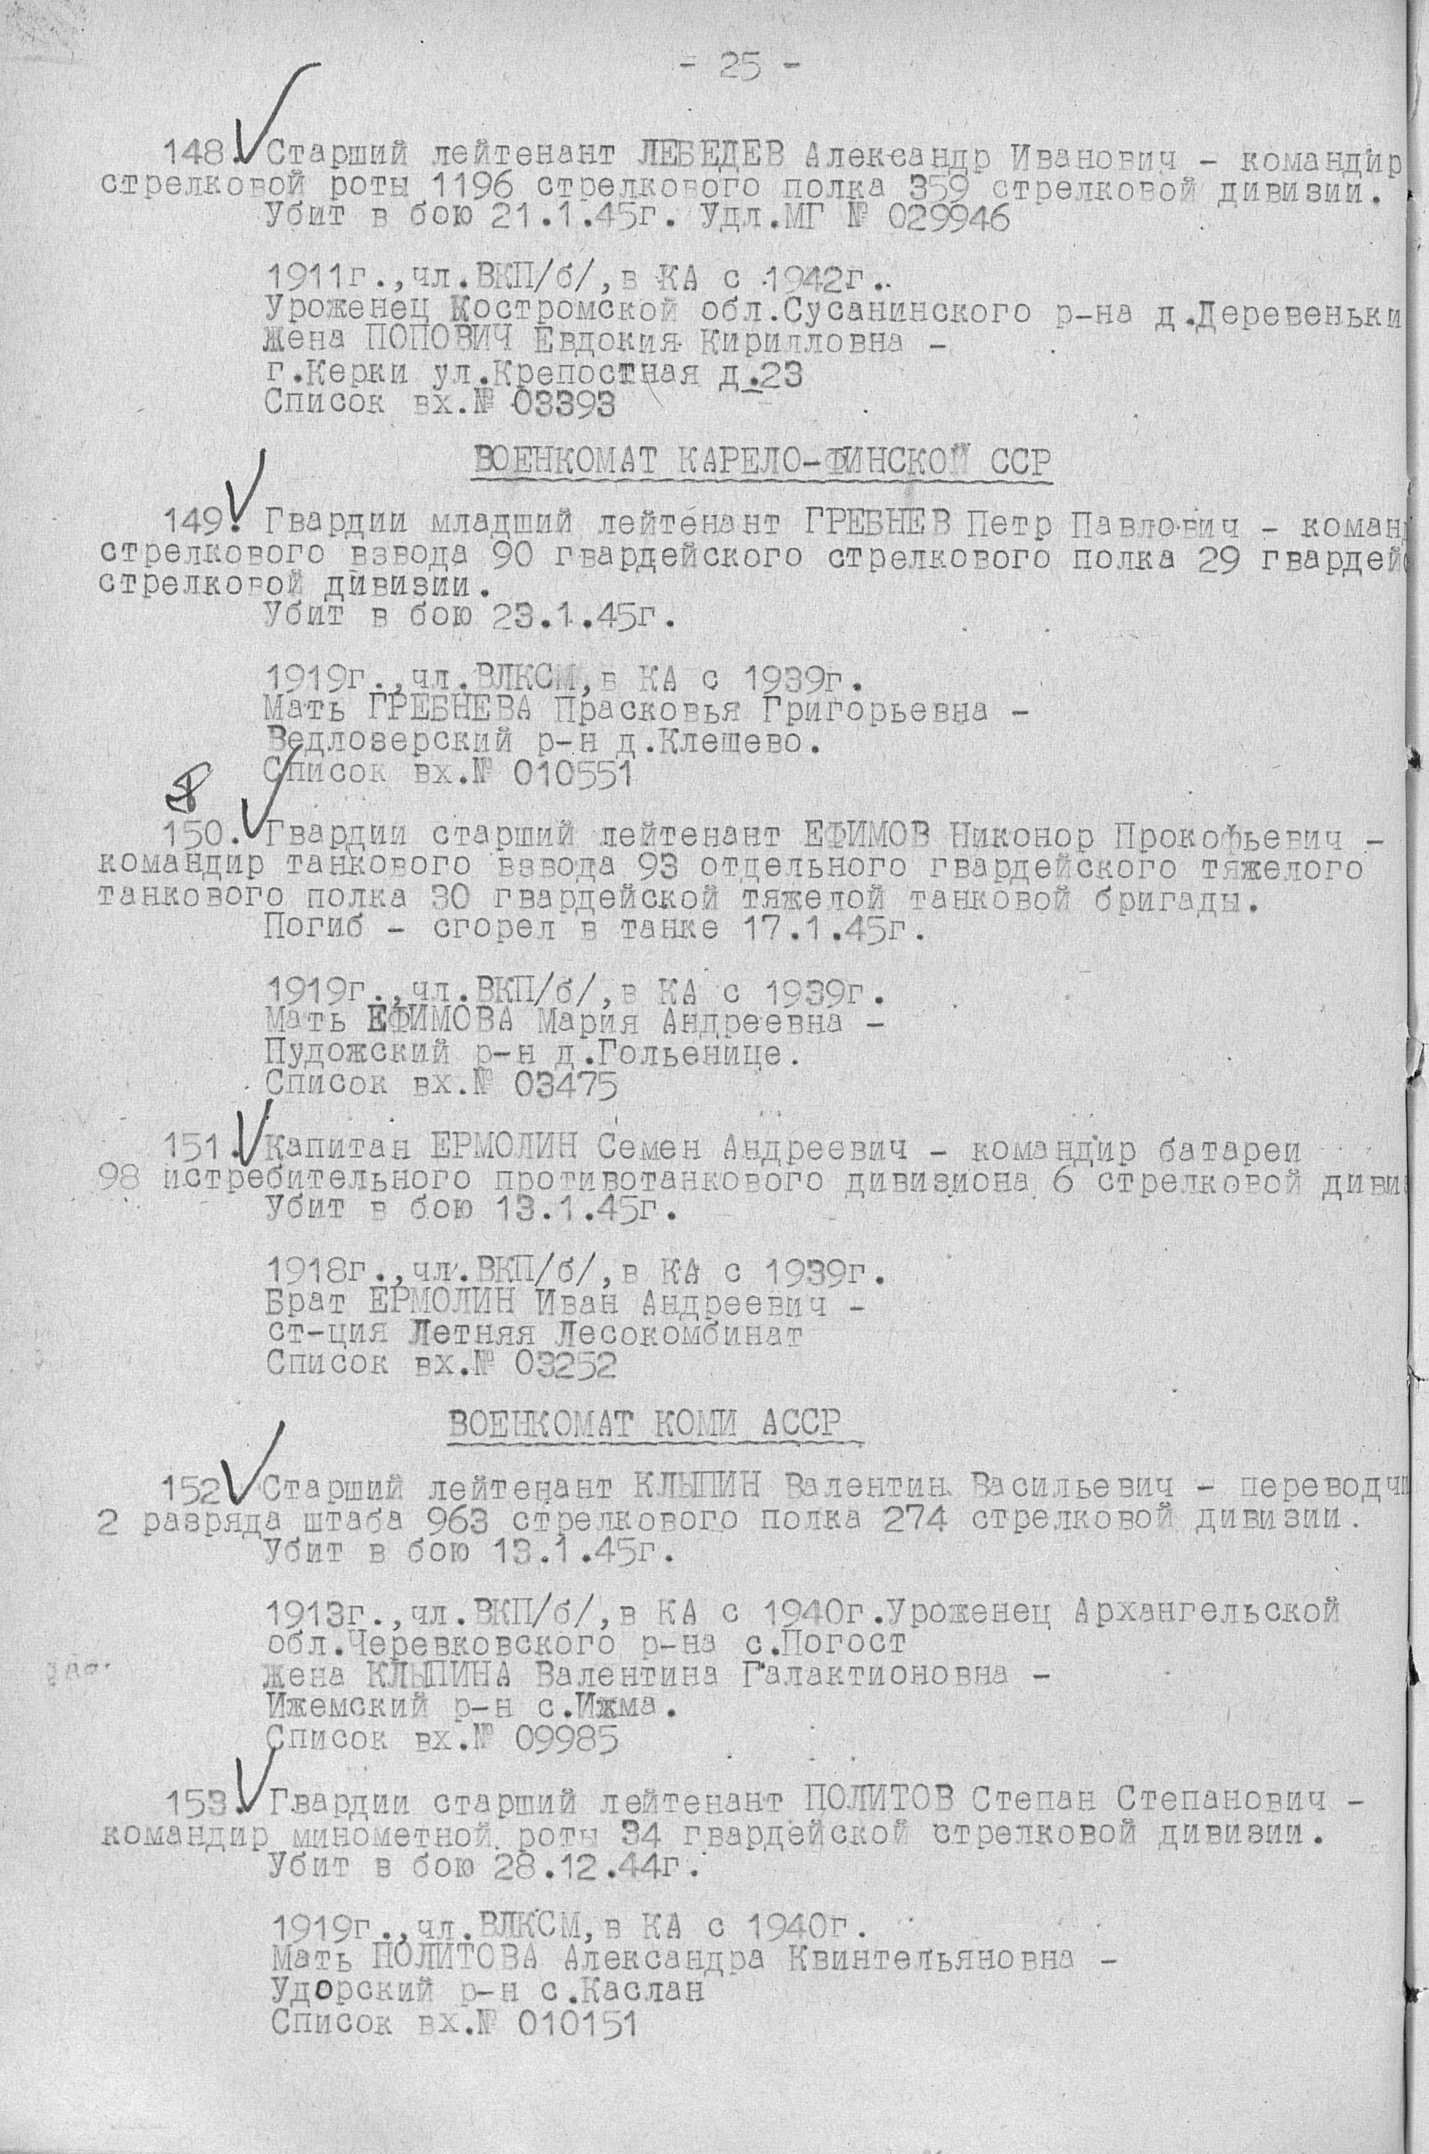 - 25 -
148. Старший лейтенант ЛЕБЕДЕВ Александр Иванович - командир
стрелковой роты 1196 стрелкового полка 359 стрелковой дивизии.
Убит в бою 21.1.45г. Удл.МГ № 029946
1911г.,чл.ВКП/б/,в КА с 1942г.
Уроженец Костромской обл.Сусанинского р-на д.Деревеньки
Жена ПОПОВИЧ Евдокия Кирилловна -
г.Керки ул.Крепостная д.23
Список вх.№ 03393
ВОЕНКОМАТ КАРЕЛО-ФИНСКОЙ ССР
149. Гвардии младший лейтенант ГРЕБНЕВ Петр Павлович - команд
стрелкового взвода 90 гвардейского стрелкового полка 29 гвардейс
стрелковой дивизии.
Убит в бою 23.1.45г.
1919г.,чл.ВЛКСМ,в КА с 1939г.
Мать ГРЕБНЕВА Прасковья Григорьевна -
Ведлозерский р-н д.Клешево.
Список вх.№ 010551
150. Гвардии старший лейтенант ЕФИМОВ Никонор Прокофьевич -
командир танкового взвода 93 отдельного гвардейского тяжелого
танкового полка 30 гвардейской тяжелой танковой бригады.
Погиб - сгорел в танке 17.1.45г.
1919г.,чл.ВКП/б/,в КА с 1939г.
Мать ЕФИМОВА Мария Андреевна -
Пудожский р-н д.Гольенице.
Список вх.№ 03475
151. Капитан ЕРМОЛИН Семен Андреевич - командир батареи
98 истребительного противотанкового дивизиона 6 стрелковой диви
Убит в бою 13.1.45г.
1918г.,чл.ВКП/б/,в КА с 1939г.
Брат ЕРМОЛИН Иван Андреевич -
ст-ция Летняя Лесокомбинат
Список вх.№ 03252
ВОЕНКОМАТ КОМИ АССР
152 Старший лейтенант КЛЫПИН Валентин Васильевич - переводчи
2 разряда штаба 963 стрелкового полка 274 стрелковой дивизии.
Убит в бою 13.1.45г.
1913г.,чл.ВКП/б/,в КА с 1940г.Уроженец Архангельской
обл.Черевковского р-на с.Погост
Жена КЛЫПИНА Валентина Галактионовна -
Ижемский р-н с.Ижма.
Список вх.№ 09985
153. Гвардии старший лейтенант ПОЛИТОВ Степан Степанович -
командир минометной роты 34 гвардейской стрелковой дивизии.
Убит в бою 28.12.44г.
1919г.,чл.ВЛКСМ,в КА с 1940г.
Мать ПОЛИТОВА Александра Квинтельяновна -
Удорский р-н с.Каслан
Список вх.№ 010151